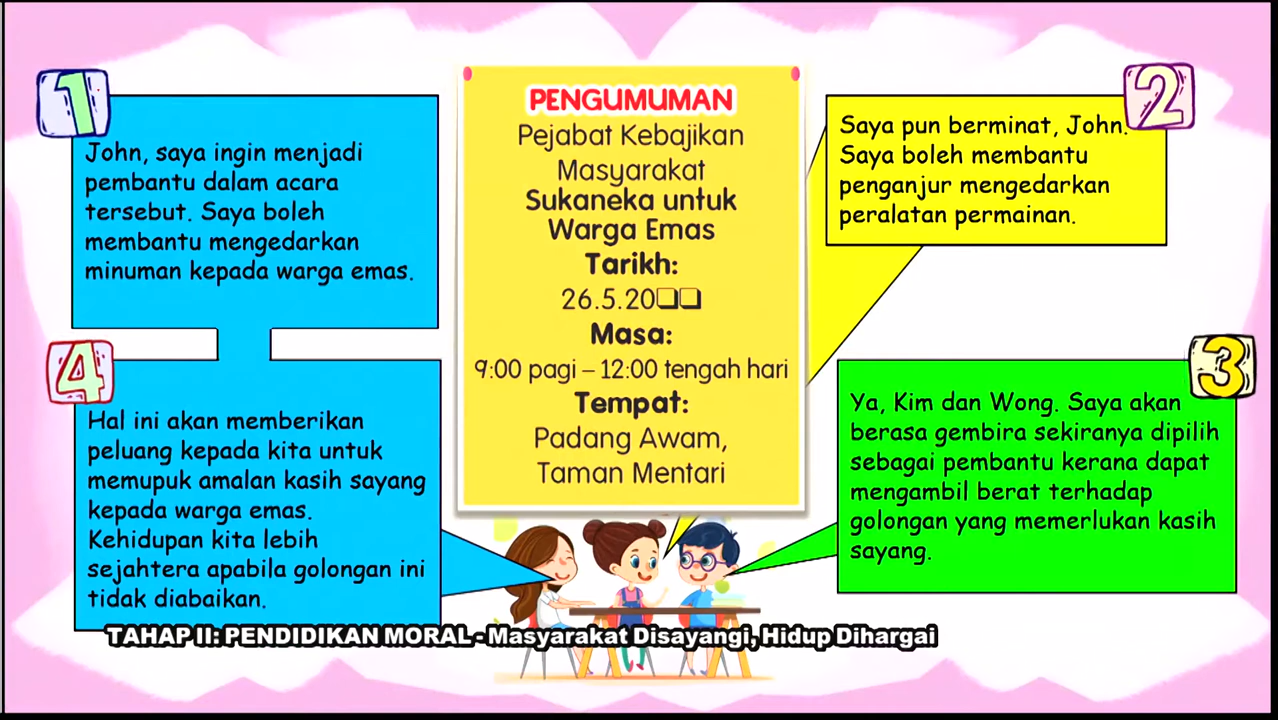 PENGUMUMAN
Pejabat Kebajikan
Masyarakat
Sukaneka untuk
Warga Emas
Tarikh:
26.5.20❏❏
Masa:
9:00 pagi – 12:00 tengah hari
Tempat:
Padang Awam,
Taman Mentari
1
John, saya ingin menjadi
pembantu dalam acara
tersebut. Saya boleh
membantu mengedarkan
minuman kepada warga emas.
2
Saya pun berminat, John.
Saya boleh membantu
penganjur mengedarkan
peralatan permainan.
3
Ya, Kim dan Wong. Saya akan
berasa gembira sekiranya dipilih
sebagai pembantu kerana dapat
mengambil berat terhadap
golongan yang memerlukan kasih
sayang.
4
Hal ini akan memberikan
peluang kepada kita untuk
memupuk amalan kasih sayang
kepada warga emas.
Kehidupan kita lebih
sejahtera apabila golongan ini
tidak diabaikan.
TAHAP II: PENDIDIKAN MORAL - Masyarakat Disayangi, Hidup Dihargai